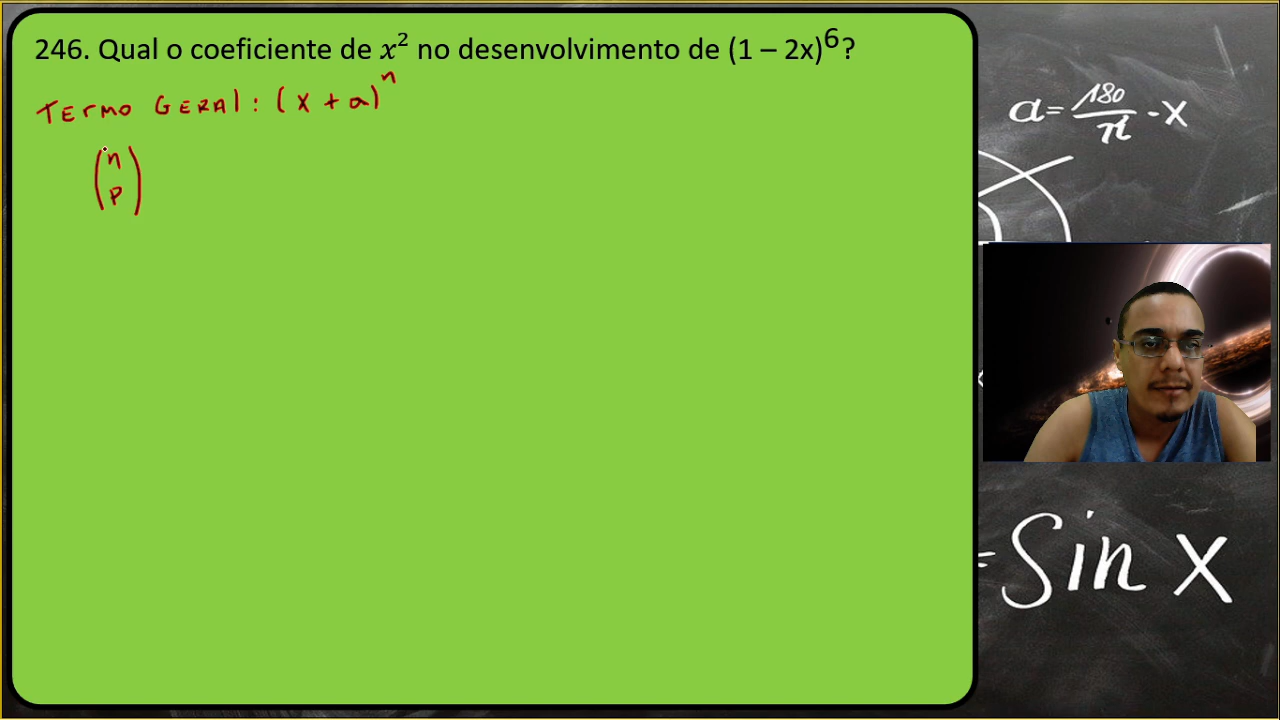 246. Qual o coeficiente de x² no desenvolvimento de (1 – 2x)⁶?
TERMO GERAL: (x + a)ⁿ
(n
p)
a = 180/π · x
= Sin x